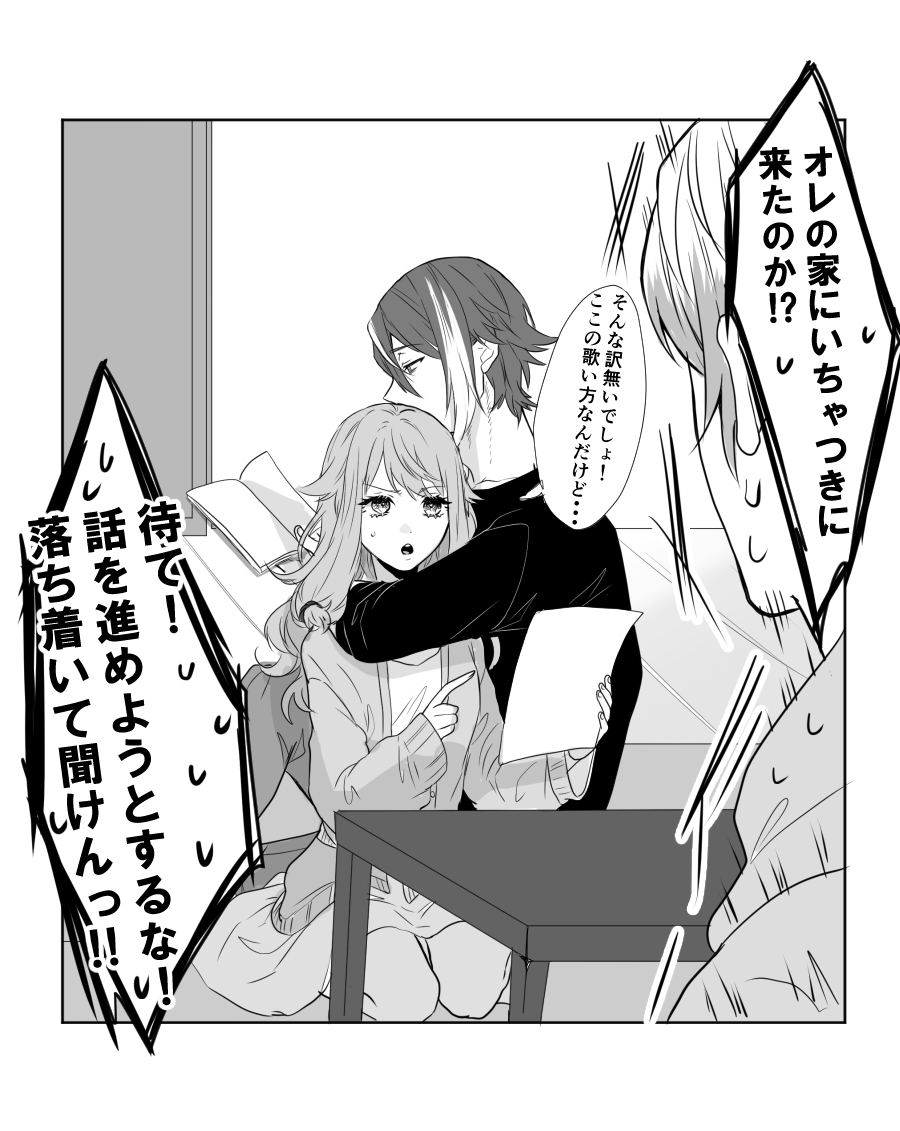 オレの家にいちゃつきに
来たのか!?
そんな訳無いでしょ!
ここの歌い方なんだけど・・・
待て!
話を進めようとするな!
落ち着いて聞けんっ!!